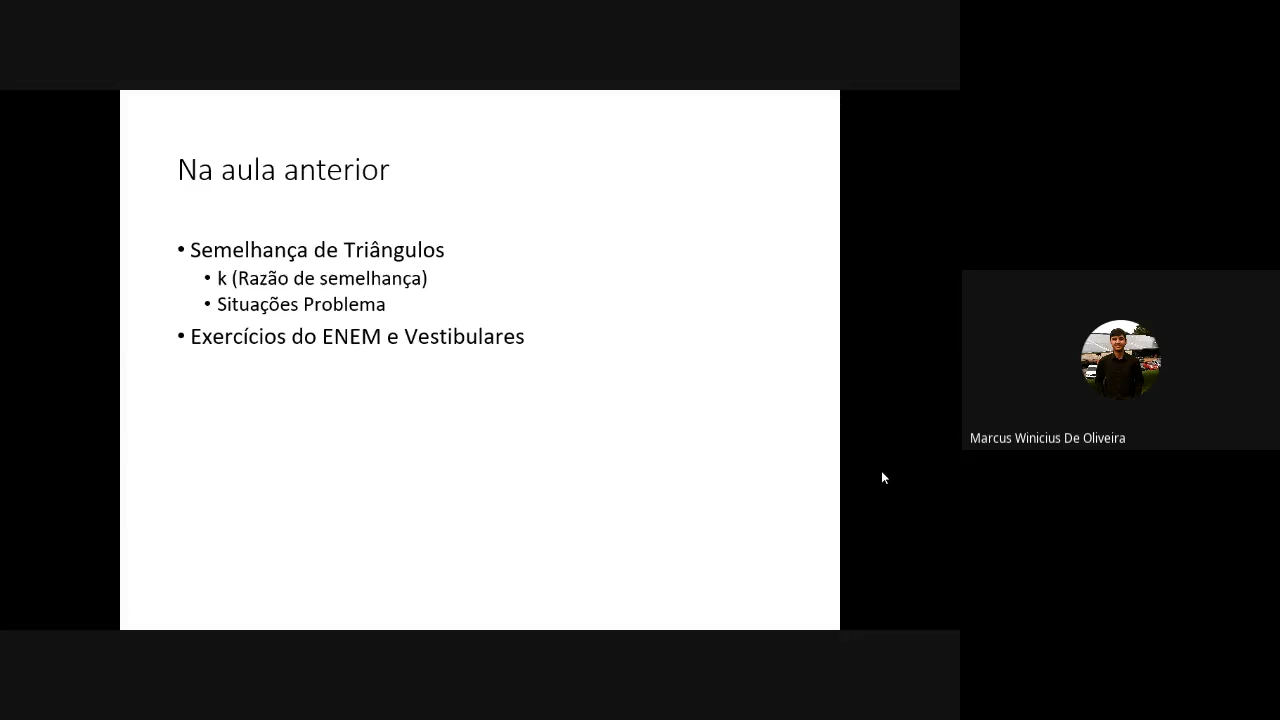 Na aula anterior
• Semelhança de Triângulos
• k (Razão de semelhança)
• Situações Problema
• Exercícios do ENEM e Vestibulares
Marcus Winicius De Oliveira